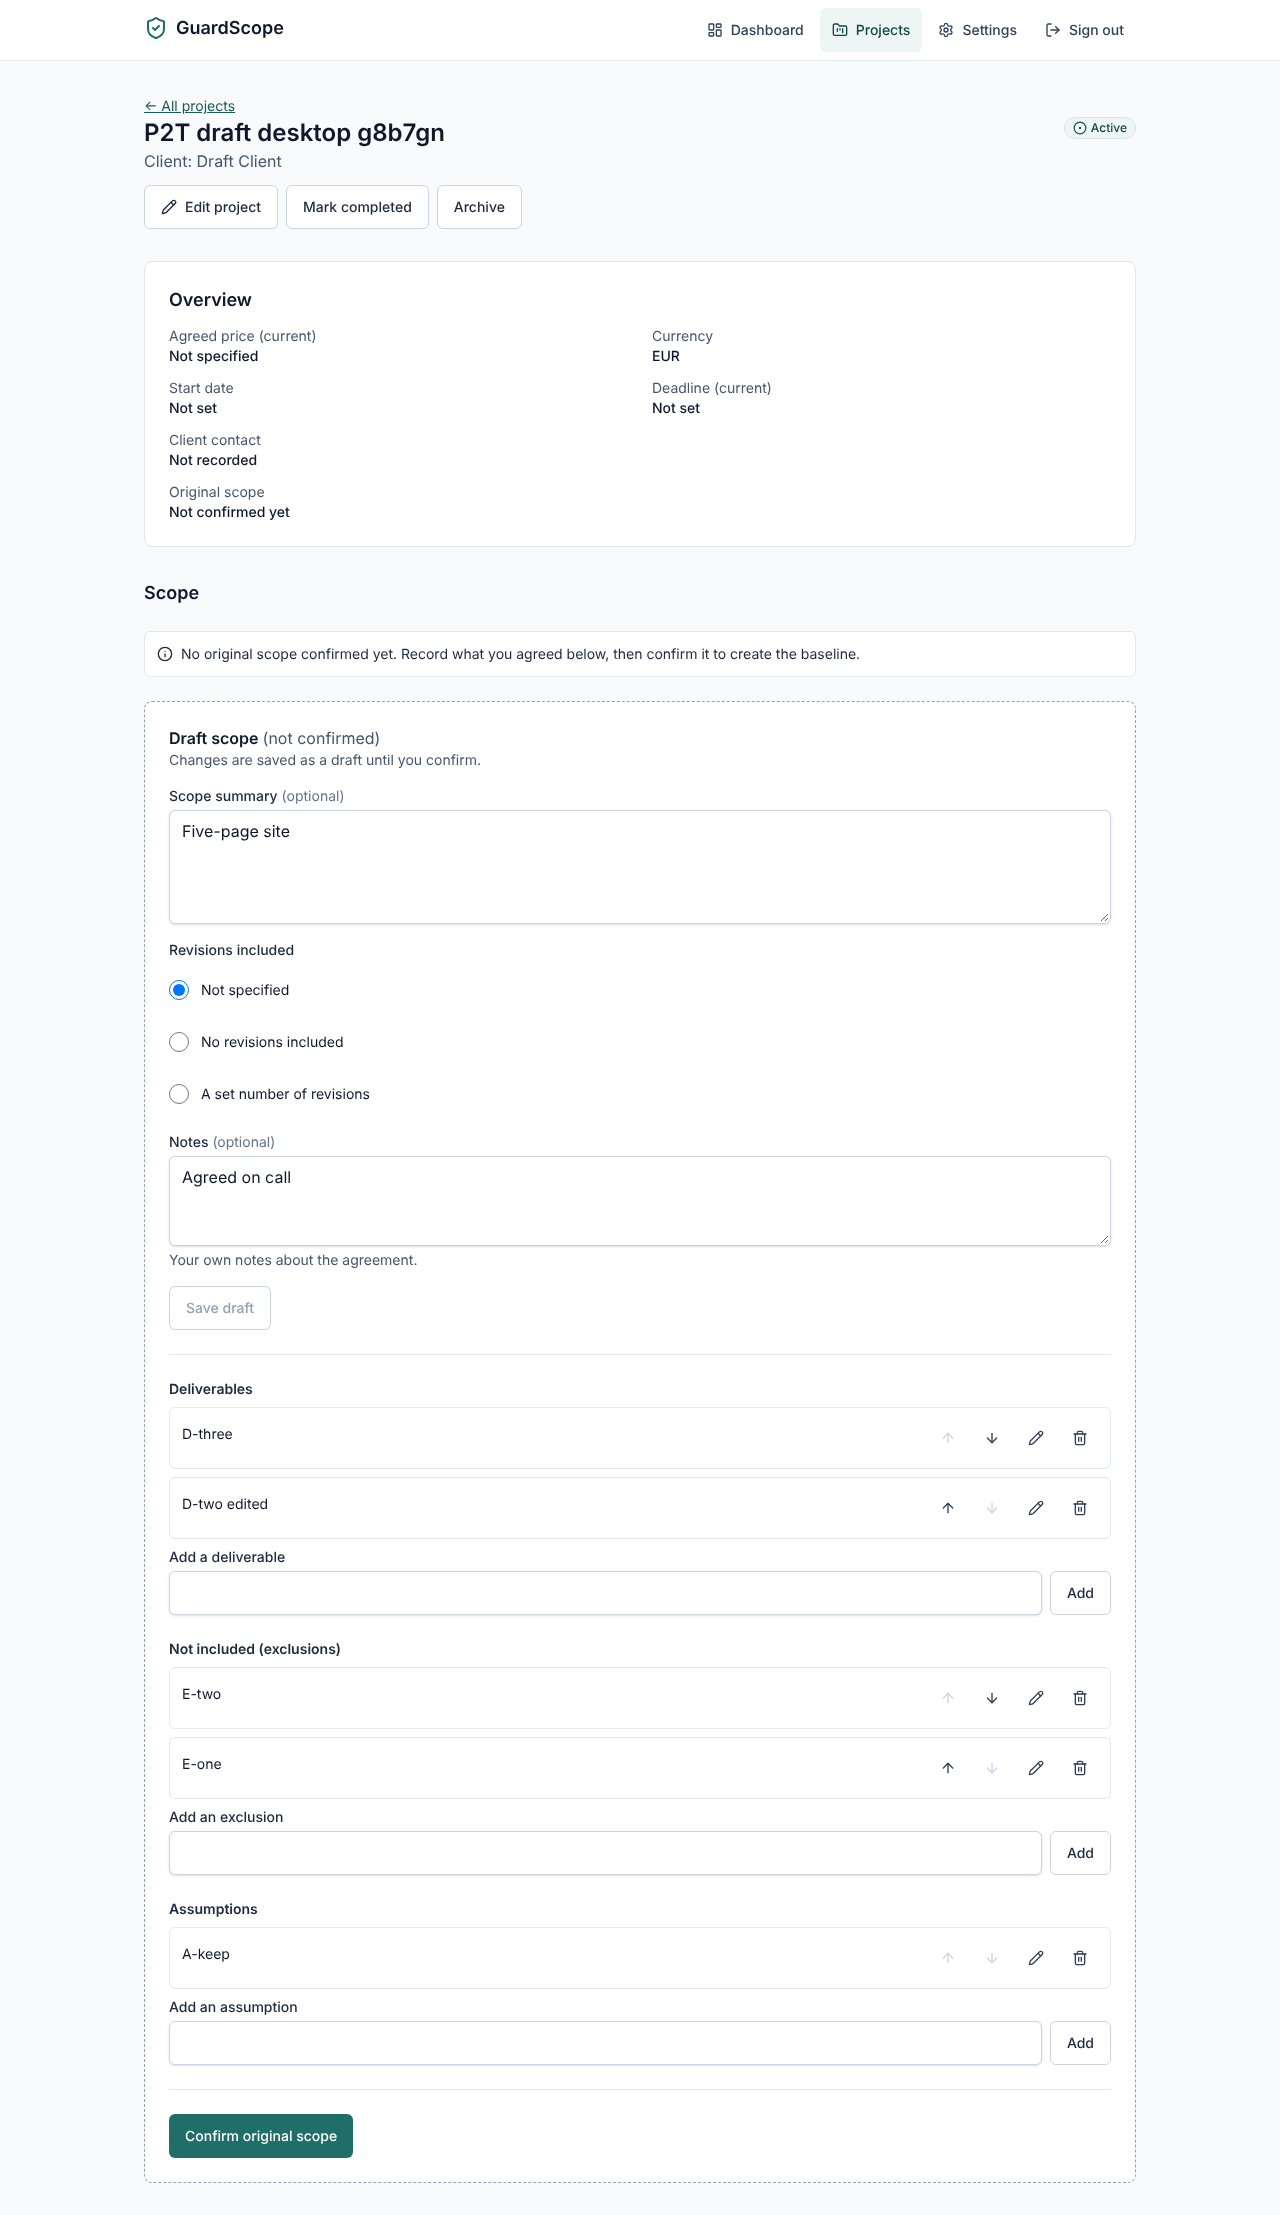 GuardScope
Dashboard
Projects
Settings
Sign out
← All projects
P2T draft desktop g8b7gn
Active
Client: Draft Client
Edit project
Mark completed
Archive
Overview
Agreed price (current)
Not specified
Currency
EUR
Start date
Not set
Deadline (current)
Not set
Client contact
Not recorded
Original scope
Not confirmed yet
Scope
No original scope confirmed yet. Record what you agreed below, then confirm it to create the baseline.
Draft scope (not confirmed)
Changes are saved as a draft until you confirm.
Scope summary (optional)
Five-page site
Revisions included
Not specified
No revisions included
A set number of revisions
Notes (optional)
Agreed on call
Your own notes about the agreement.
Save draft
Deliverables
D-three
D-two edited
Add a deliverable
Add
Not included (exclusions)
E-two
E-one
Add an exclusion
Add
Assumptions
A-keep
Add an assumption
Add
Confirm original scope